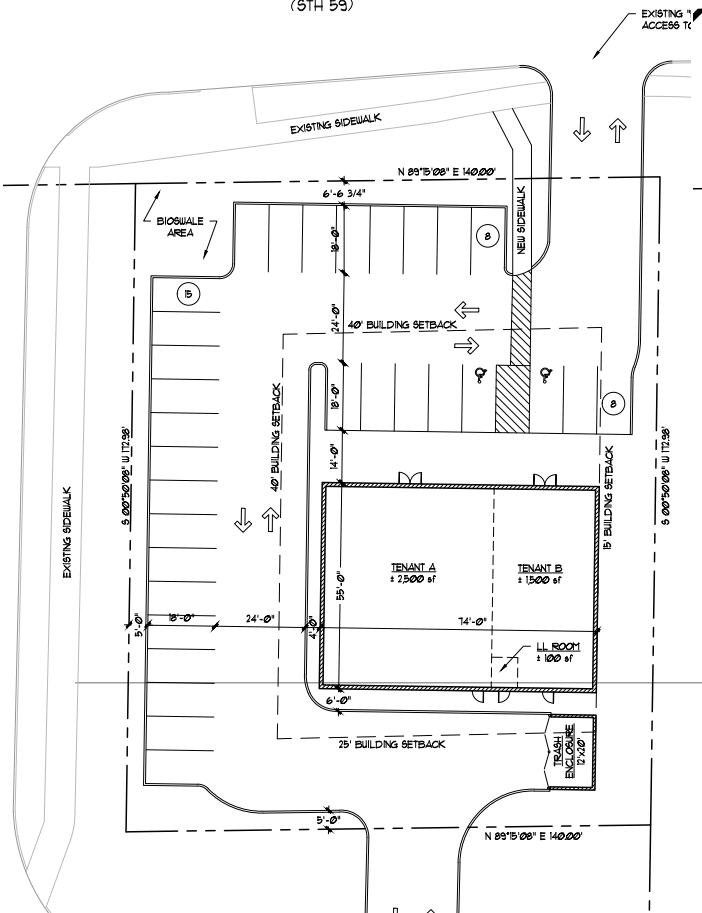 (STH 59)
EXISTING
ACCESS TO
EXISTING SIDEWALK
N 89°15'08" E 140.00'
6'-6 3/4"
BIOSWALE
AREA
NEW SIDEWALK
18'-0"
8
15
24'-0"
40' BUILDING SETBACK
18'-0"
8
40' BUILDING SETBACK
14'-0"
S 00°50'08" W 172.98'
15' BUILDING SETBACK
S 00°50'08" W 172.98'
EXISTING SIDEWALK
TENANT A
± 2,500 sf
TENANT B
± 1,500 sf
55'-0"
5'-0"
18'-0"
24'-0"
4'-0"
74'-0"
LL ROOM
± 100 sf
6'-0"
25' BUILDING SETBACK
TRASH
ENCLOSURE
12'x20'
5'-0"
N 89°15'08" E 140.00'